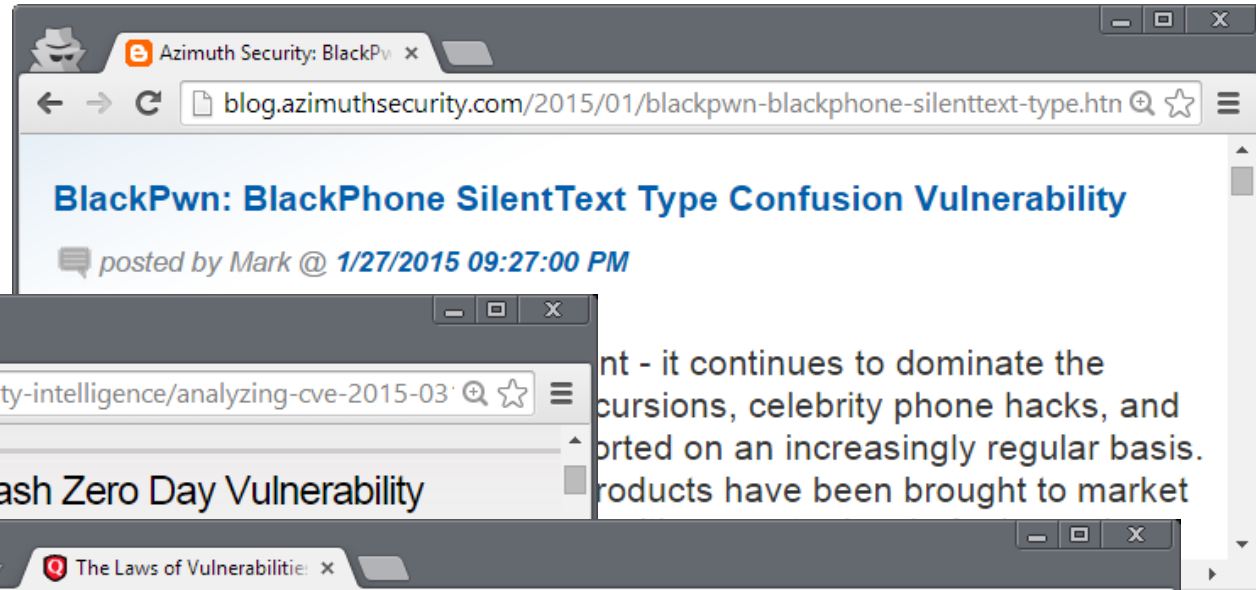 Azimuth Security: BlackPw
blog.azimuthsecurity.com/2015/01/blackpwn-blackphone-silenttext-type.htn
BlackPwn: BlackPhone SilentText Type Confusion Vulnerability
posted by Mark @ 1/27/2015 09:27:00 PM
nt - it continues to dominate the
cursions, celebrity phone hacks, and
orted on an increasingly regular basis.
roducts have been brought to market
ty-intelligence/analyzing-cve-2015-03
ash Zero Day Vulnerability
The Laws of Vulnerabilities